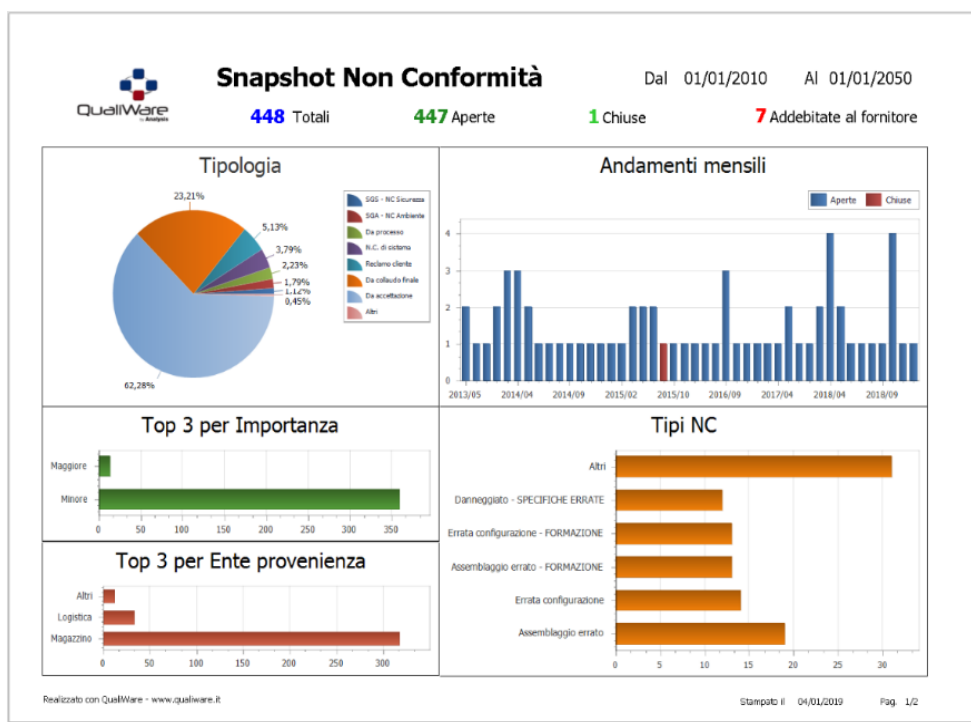 QualiWare
by Analysis
Snapshot Non Conformità
Dal 01/01/2010 Al 01/01/2050
448 Totali
447 Aperte
1 Chiuse
7 Addebitate al fornitore
Tipologia
23,21%
5,13%
3,79%
2,23%
1,79%
1,12%
0,45%
62,28%
SGS - NC Sicurezza
SGA - NC Ambiente
Da processo
N.C. di sistema
Reclamo cliente
Da collaudo finale
Da accettazione
Altri
Andamenti mensili
Aperte Chiuse
4
3
2
1
0
2013/05 2014/04 2014/09 2015/02 2015/10 2016/09 2017/04 2018/04 2018/09
Top 3 per Importanza
Maggiore
Minore
0 50 100 150 200 250 300 350
Top 3 per Ente provenienza
Altri
Logistica
Magazzino
0 50 100 150 200 250 300
Tipi NC
Altri
Danneggiato - SPECIFICHE ERRATE
Errata configurazione - FORMAZIONE
Assemblaggio errato - FORMAZIONE
Errata configurazione
Assemblaggio errato
0 5 10 15 20 25 30
Realizzato con QualiWare - www.qualiware.it
Stampato il 04/01/2019 Pag. 1/2